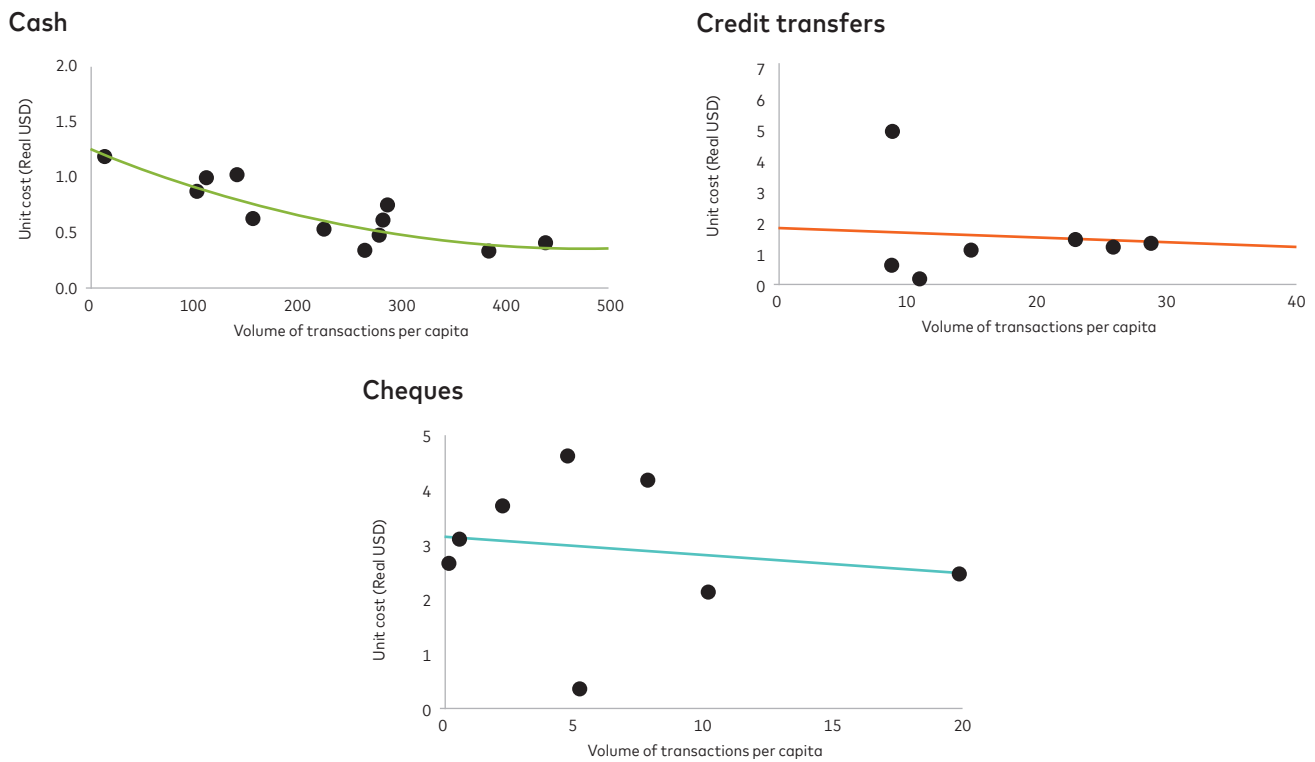 Cash
2.0
1.5
1.0
0.5
0.0
Unit cost (Real USD)
0 100 200 300 400 500
Volume of transactions per capita
Credit transfers
7
6
5
4
3
2
1
0
Unit cost (Real USD)
0 10 20 30 40
Volume of transactions per capita
Cheques
5
4
3
2
1
0
Unit cost (Real USD)
0 5 10 15 20
Volume of transactions per capita